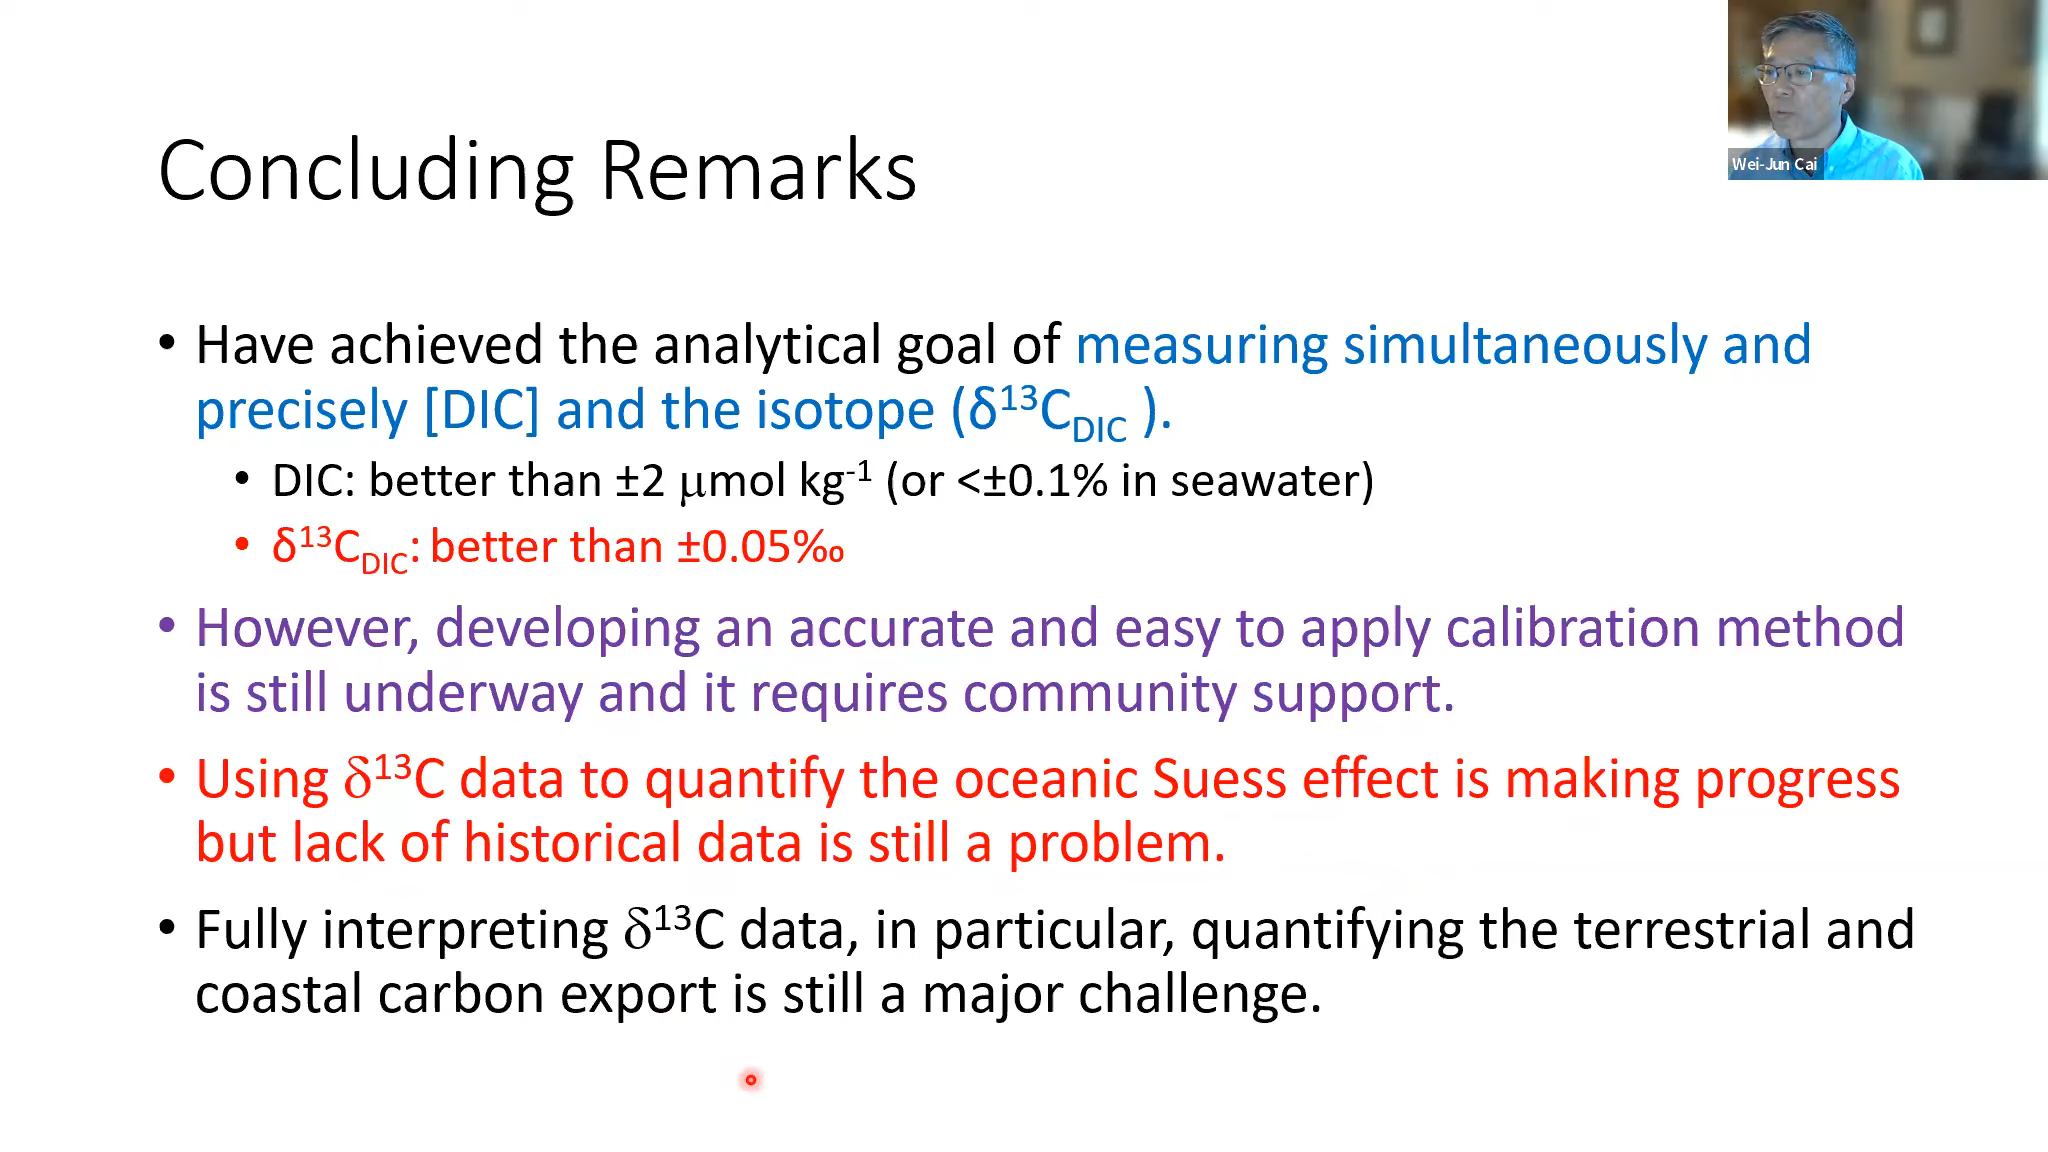 Wei-Jun Cai
Concluding Remarks
• Have achieved the analytical goal of measuring simultaneously and
precisely [DIC] and the isotope (δ¹³C_DIC ).
• DIC: better than ±2 μmol kg⁻¹ (or <±0.1% in seawater)
• δ¹³C_DIC: better than ±0.05‰
• However, developing an accurate and easy to apply calibration method
is still underway and it requires community support.
• Using δ¹³C data to quantify the oceanic Suess effect is making progress
but lack of historical data is still a problem.
• Fully interpreting δ¹³C data, in particular, quantifying the terrestrial and
coastal carbon export is still a major challenge.